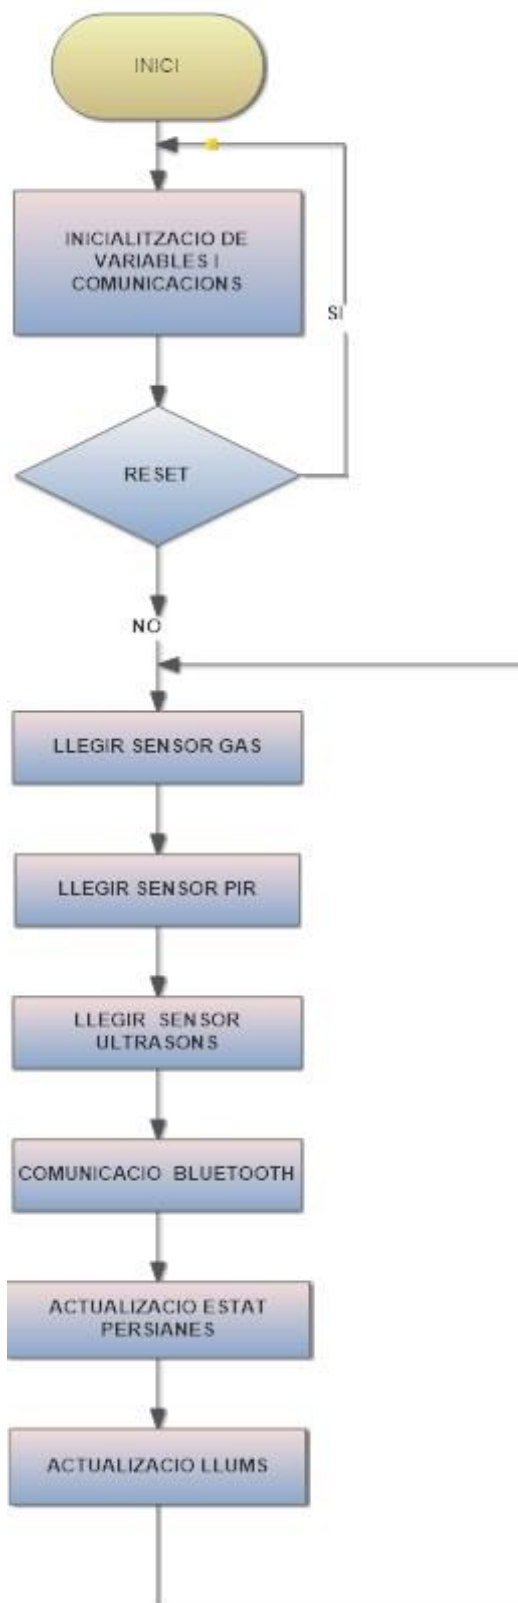 INICI
INICIALITZACIO DE
VARIABLES I
COMUNICACIONS
SI
RESET
NO
LLEGIR SENSOR GAS
LLEGIR SENSOR PIR
LLEGIR SENSOR
ULTRASONS
COMUNICACIO BLUETOOTH
ACTUALIZACIO ESTAT
PERSIANES
ACTUALIZACIO LLUMS